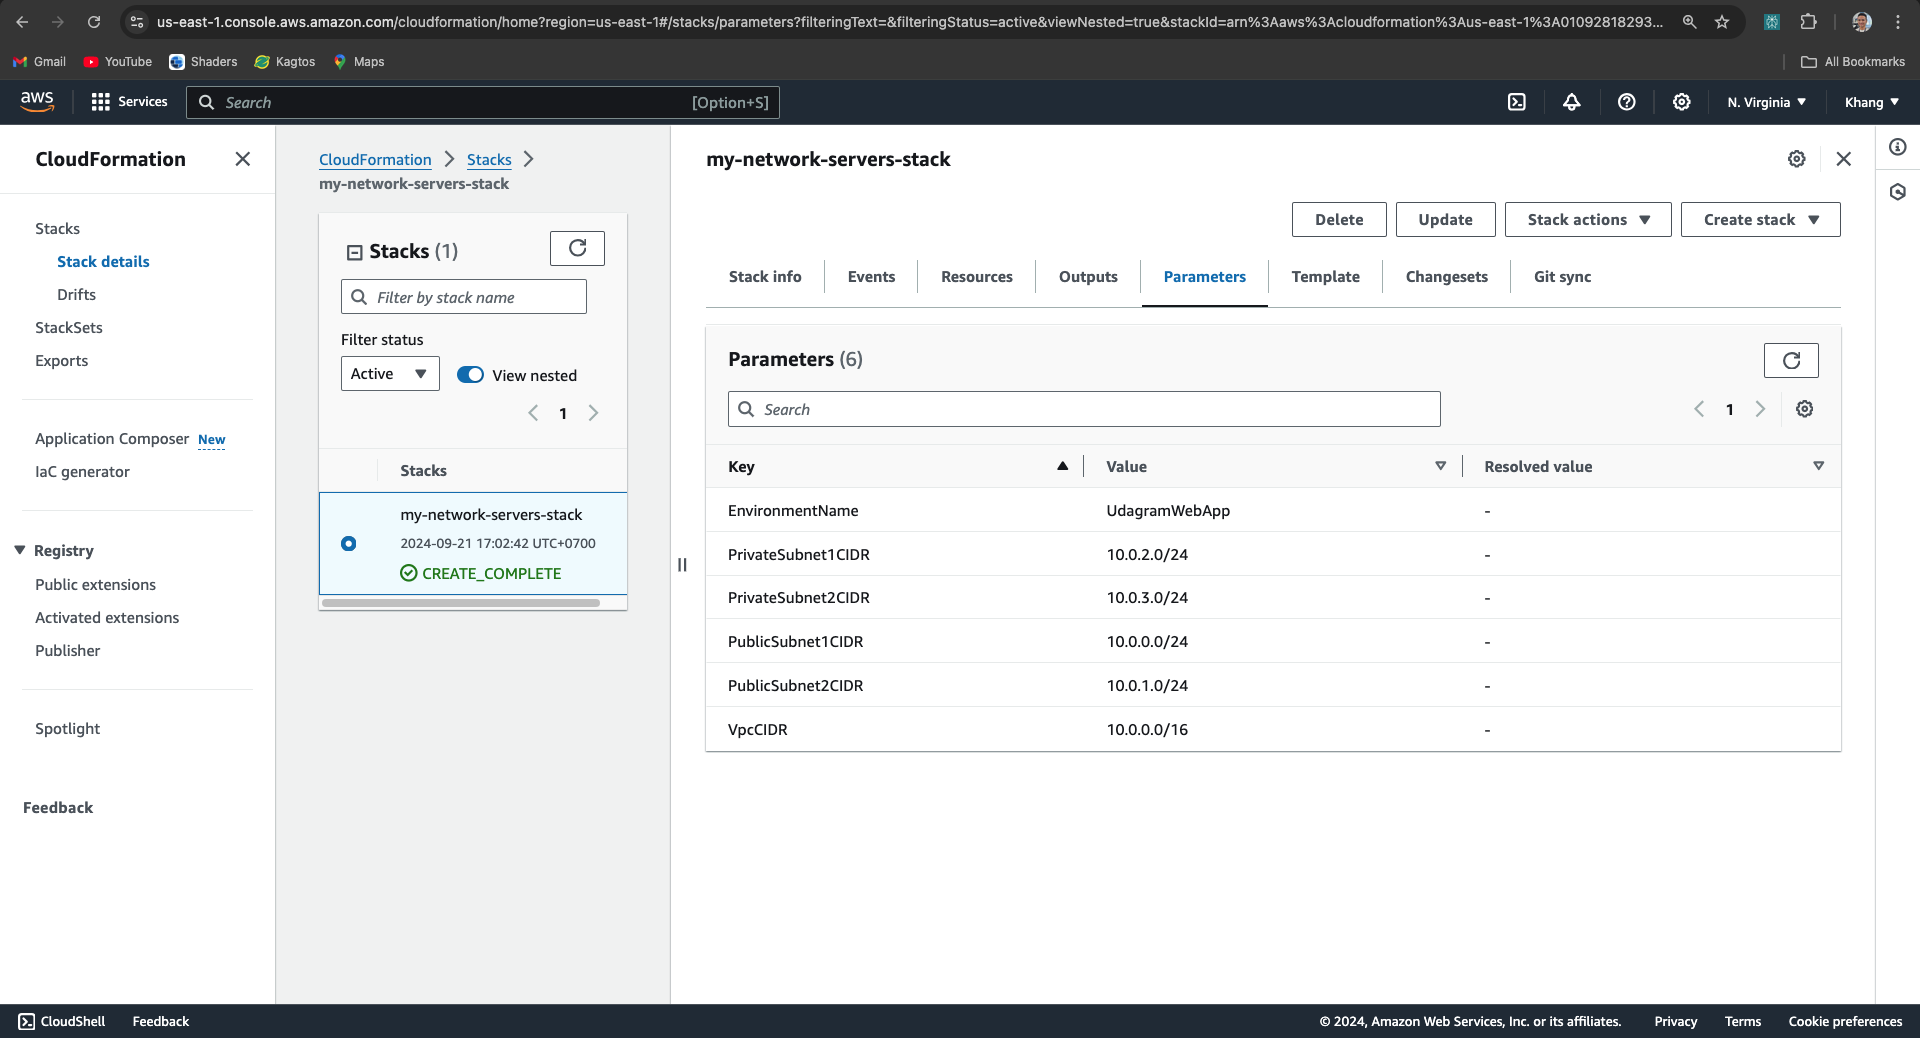 us-east-1.console.aws.amazon.com/cloudformation/home?region=us-east-1#/stacks/parameters?filteringText=&filteringStatus=active&viewNested=true&stackId=arn%3Aaws%3Acloudformation%3Aus-east-1%3A01092818293...
Gmail YouTube Shaders Kagtos Maps All Bookmarks
aws Services Search [Option+S] N. Virginia Khang
CloudFormation
Stacks
Stack details
Drifts
StackSets
Exports
Application Composer New
IaC generator
Registry
Public extensions
Activated extensions
Publisher
Spotlight
Feedback
CloudFormation Stacks
my-network-servers-stack
Stacks (1)
Filter by stack name
Filter status
Active View nested
1
Stacks
my-network-servers-stack
2024-09-21 17:02:42 UTC+0700
CREATE_COMPLETE
my-network-servers-stack
Delete Update Stack actions Create stack
Stack info Events Resources Outputs Parameters Template Changesets Git sync
Parameters (6)
Search 1
Key Value Resolved value
EnvironmentName UdagramWebApp -
PrivateSubnet1CIDR 10.0.2.0/24 -
PrivateSubnet2CIDR 10.0.3.0/24 -
PublicSubnet1CIDR 10.0.0.0/24 -
PublicSubnet2CIDR 10.0.1.0/24 -
VpcCIDR 10.0.0.0/16 -
CloudShell Feedback © 2024, Amazon Web Services, Inc. or its affiliates. Privacy Terms Cookie preferences